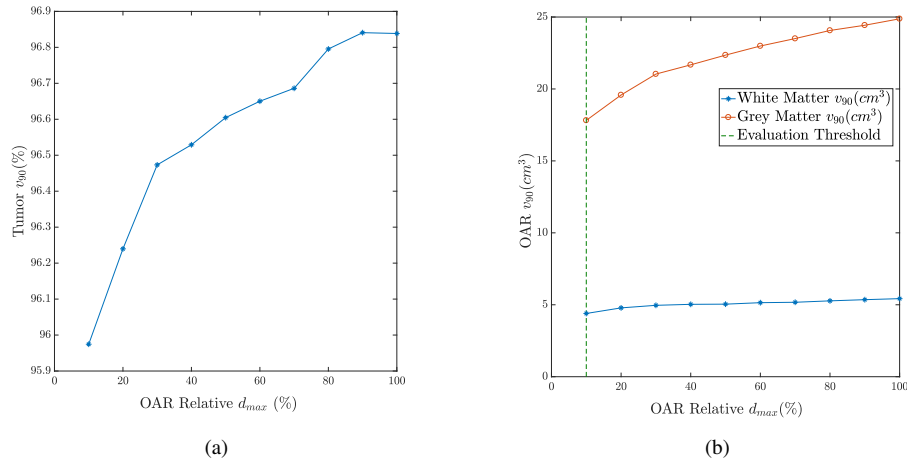 96.9
96.8
96.7
96.6
96.5
96.4
96.3
96.2
96.1
96
95.9
Tumor v₉₀(%)
0 20 40 60 80 100
OAR Relative d_max (%)
(a)
25
20
15
10
5
0
OAR v₉₀(cm³)
White Matter v₉₀(cm³)
Grey Matter v₉₀(cm³)
Evaluation Threshold
0 20 40 60 80 100
OAR Relative d_max(%)
(b)